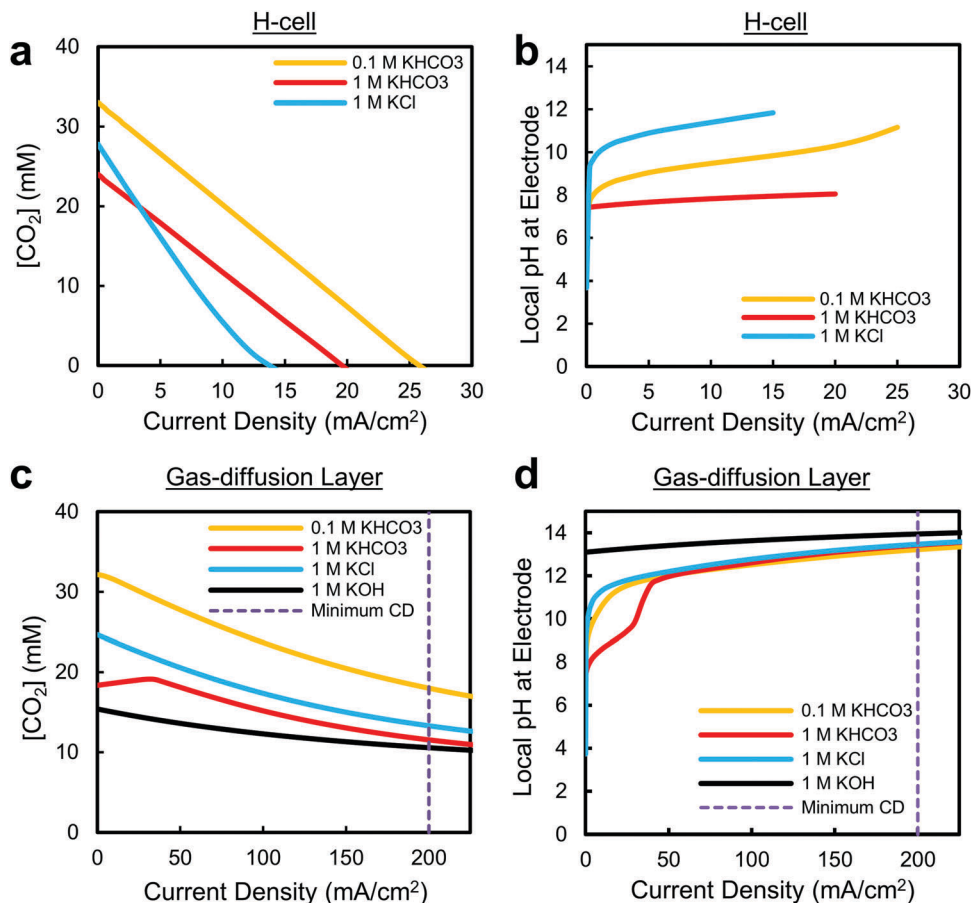 H-cell
a
40
30
20
10
0
[CO₂] (mM)
0.1 M KHCO3
1 M KHCO3
1 M KCl
0 5 10 15 20 25 30
Current Density (mA/cm²)
H-cell
b
14
12
10
8
6
4
2
0
Local pH at Electrode
0.1 M KHCO3
1 M KHCO3
1 M KCl
0 5 10 15 20 25 30
Current Density (mA/cm²)
Gas-diffusion Layer
c
40
30
20
10
0
[CO₂] (mM)
0.1 M KHCO3
1 M KHCO3
1 M KCl
1 M KOH
Minimum CD
0 50 100 150 200
Current Density (mA/cm²)
Gas-diffusion Layer
d
14
12
10
8
6
4
2
0
Local pH at Electrode
0.1 M KHCO3
1 M KHCO3
1 M KCl
1 M KOH
Minimum CD
0 50 100 150 200
Current Density (mA/cm²)